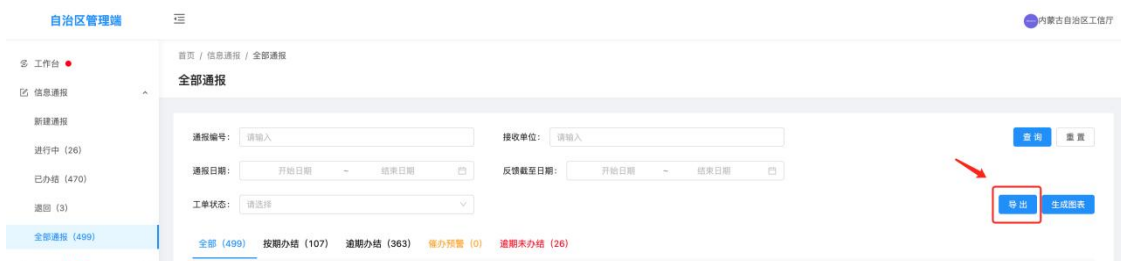 自治区管理端
内蒙古自治区工信厅
首页 / 信息通报 / 全部通报
全部通报
工作台
信息通报
新建通报
进行中（26）
已办结（470）
退回（3）
全部通报（499）
通报编号： 请输入
接收单位： 请输入
查 询 重 置
通报日期： 开始日期 ~ 结束日期
反馈截至日期： 开始日期 ~ 结束日期
工单状态： 请选择
导 出 生成图表
全部（499） 按期办结（107） 逾期办结（363） 催办预警（0） 逾期未办结（26）